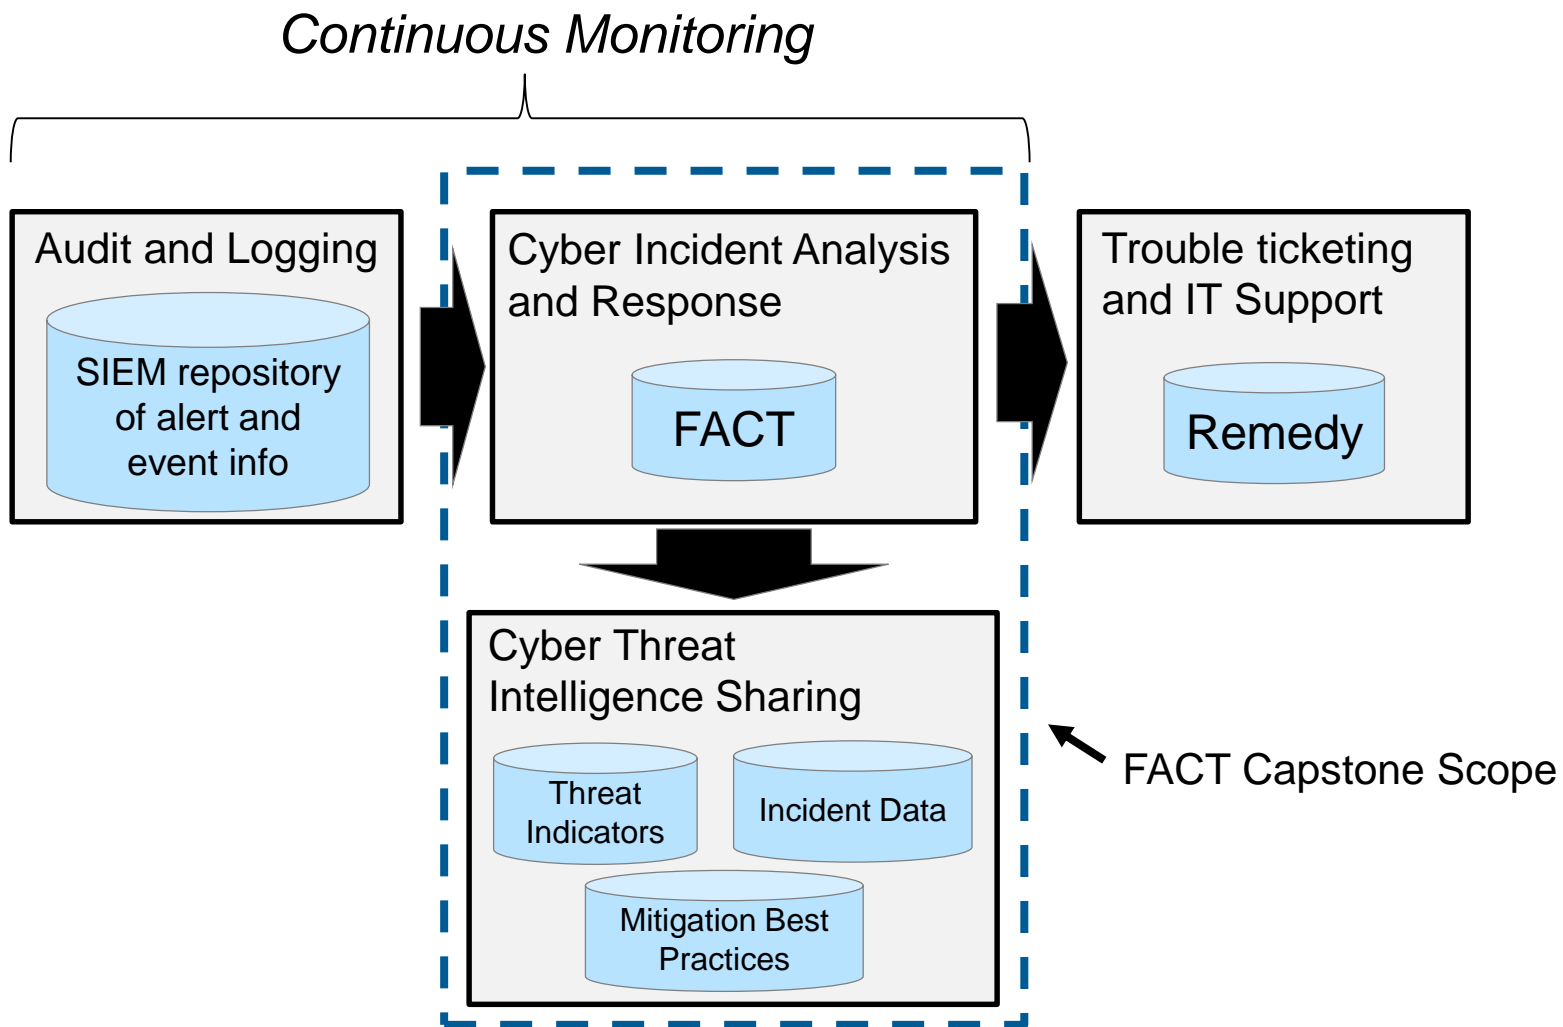 Continuous Monitoring
Audit and Logging
SIEM repository
of alert and
event info
Cyber Incident Analysis
and Response
FACT
Trouble ticketing
and IT Support
Remedy
Cyber Threat
Intelligence Sharing
Threat
Indicators
Incident Data
Mitigation Best
Practices
FACT Capstone Scope